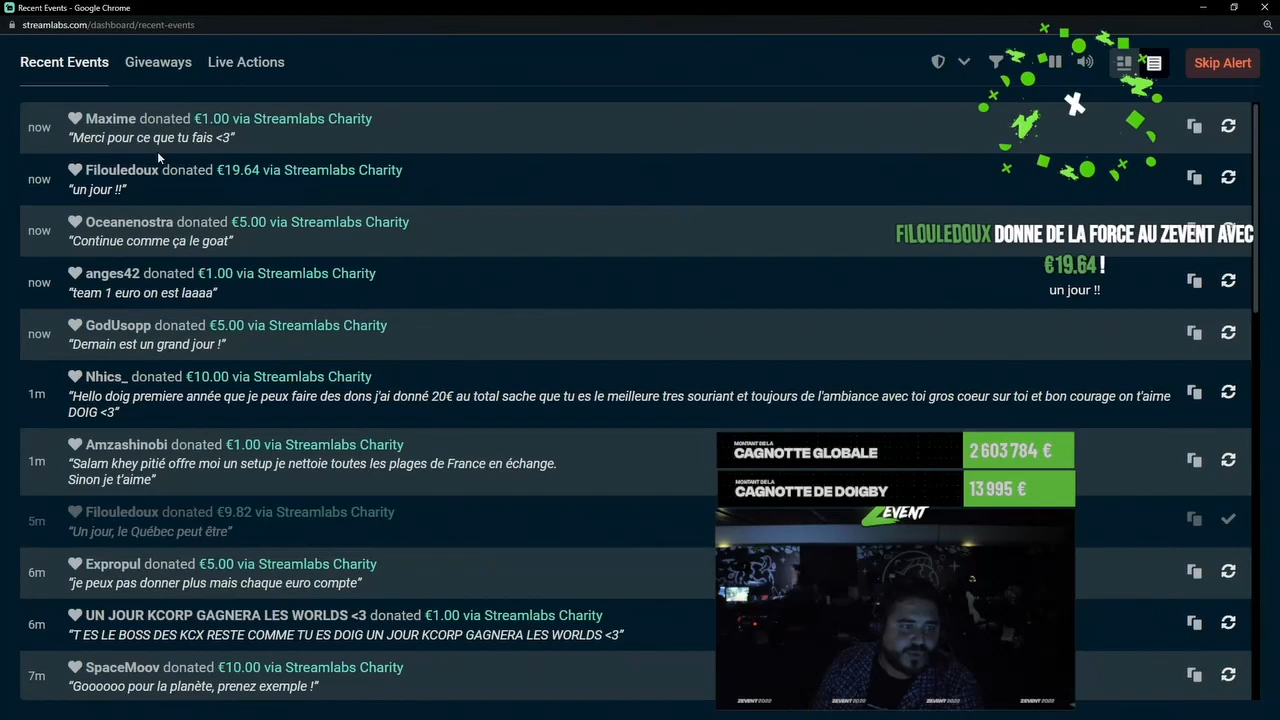 Recent Events - Google Chrome
streamlabs.com/dashboard/recent-events
Recent Events
Giveaways
Live Actions
Skip Alert
now
Maxime donated €1.00 via Streamlabs Charity
"Merci pour ce que tu fais <3"
now
Filouledoux donated €19.64 via Streamlabs Charity
"un jour !!"
now
Oceanenostra donated €5.00 via Streamlabs Charity
"Continue comme ça le goat"
FILOULEDOUX DONNE DE LA FORCE AU ZEVENT AVEC
€19.64 !
un jour !!
now
anges42 donated €1.00 via Streamlabs Charity
"team 1 euro on est laaaa"
now
GodUsopp donated €5.00 via Streamlabs Charity
"Demain est un grand jour !"
1m
Nhics_ donated €10.00 via Streamlabs Charity
"Hello doig premiere année que je peux faire des dons j'ai donné 20€ au total sache que tu es le meilleure tres souriant et toujours de l'ambiance avec toi gros coeur sur toi et bon courage on t'aime
DOIG <3"
1m
Amzashinobi donated €1.00 via Streamlabs Charity
"Salam khey pitié offre moi un setup je nettoie toutes les plages de France en échange.
Sinon je t'aime"
5m
Filouledoux donated €9.82 via Streamlabs Charity
"Un jour, le Québec peut être"
6m
Expropul donated €5.00 via Streamlabs Charity
"je peux pas donner plus mais chaque euro compte"
6m
UN JOUR KCORP GAGNERA LES WORLDS <3 donated €1.00 via Streamlabs Charity
"T ES LE BOSS DES KCX RESTE COMME TU ES DOIG UN JOUR KCORP GAGNERA LES WORLDS <3"
7m
SpaceMoov donated €10.00 via Streamlabs Charity
"Goooooo pour la planète, prenez exemple !"
MONTANT DE LA
CAGNOTTE GLOBALE
2 603 784 €
MONTANT DE LA
CAGNOTTE DE DOIGBY
13 995 €
ZEVENT
ZEVENT 2022
ZEVENT 2022
ZEVENT 2022
ZEVENT 2022